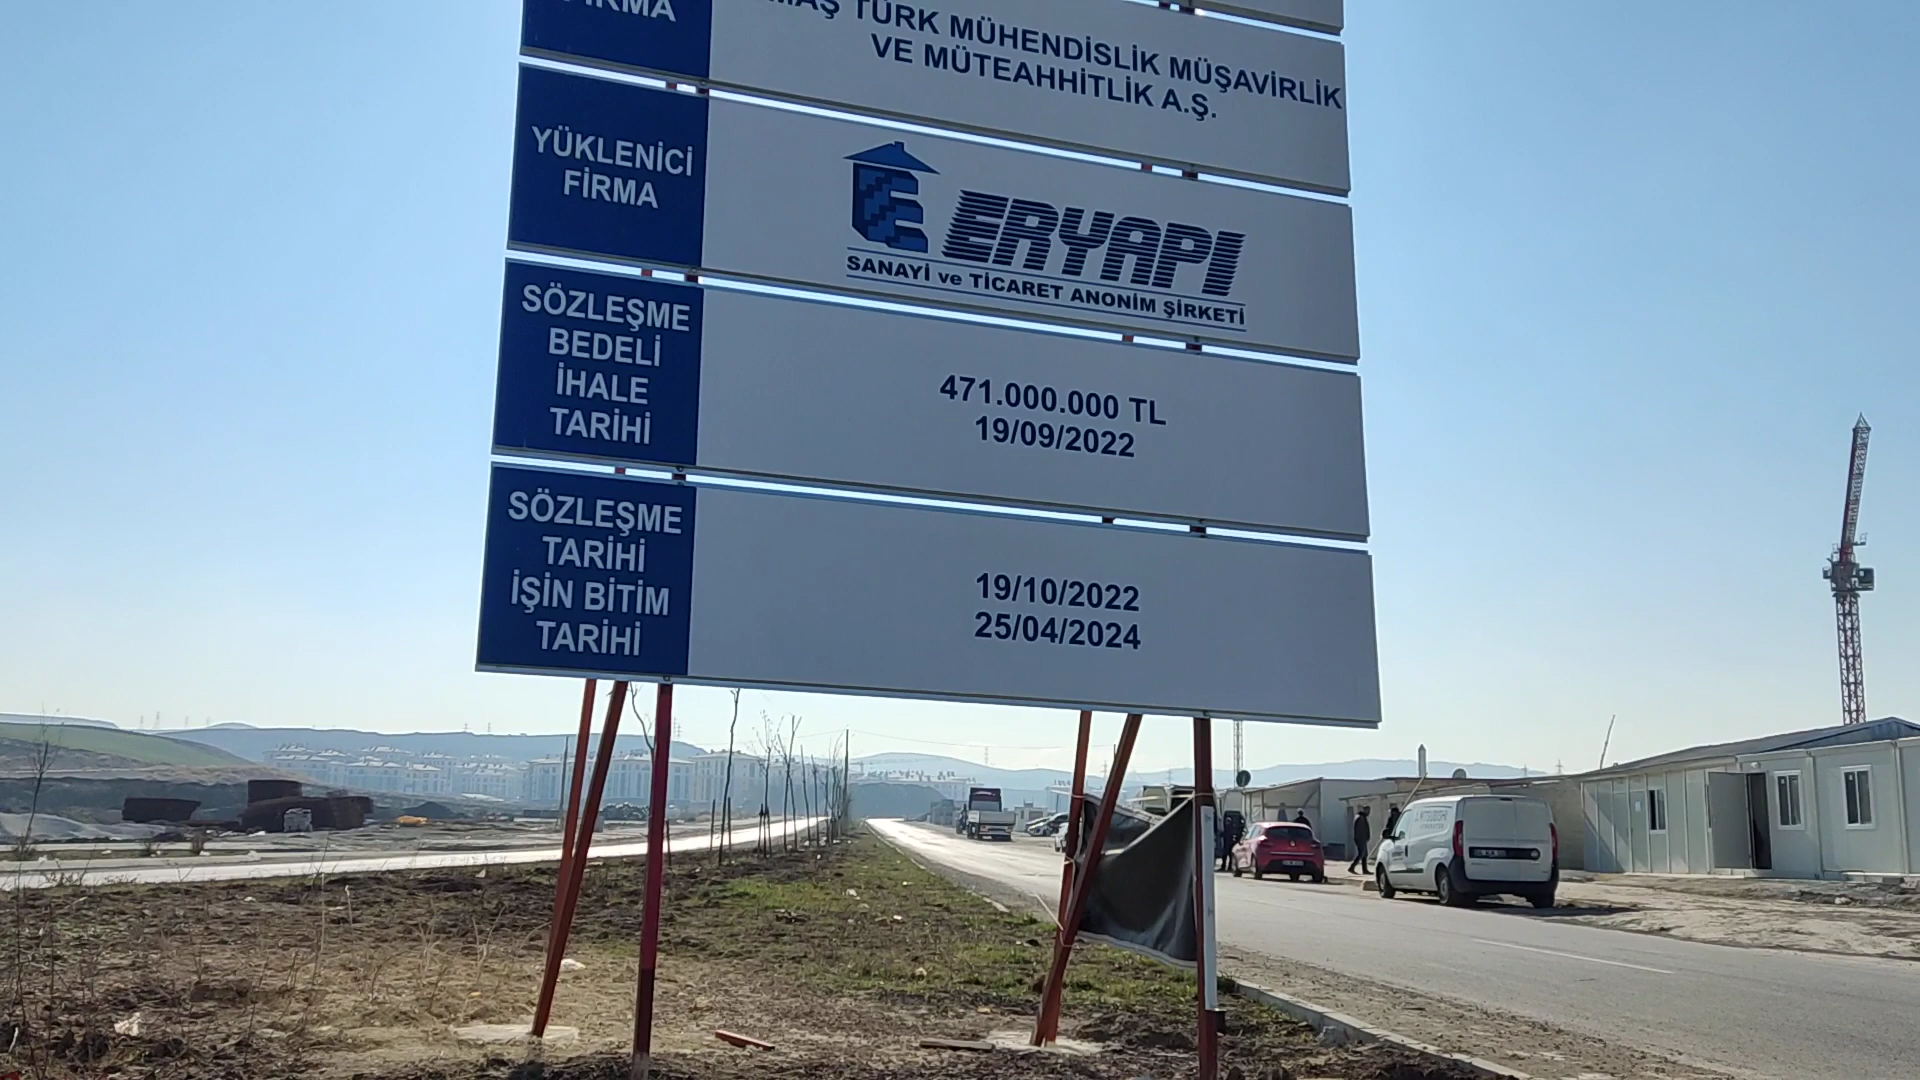 FİRMA
TÜRK MÜHENDİSLİK MÜŞAVİRLİK
VE MÜTEAHHİTLİK A.Ş.
YÜKLENİCİ
FİRMA
ERYAPI
SANAYİ ve TİCARET ANONİM ŞİRKETİ
SÖZLEŞME
BEDELİ
İHALE
TARİHİ
471.000.000 TL
19/09/2022
SÖZLEŞME
TARİHİ
İŞİN BİTİM
TARİHİ
19/10/2022
25/04/2024